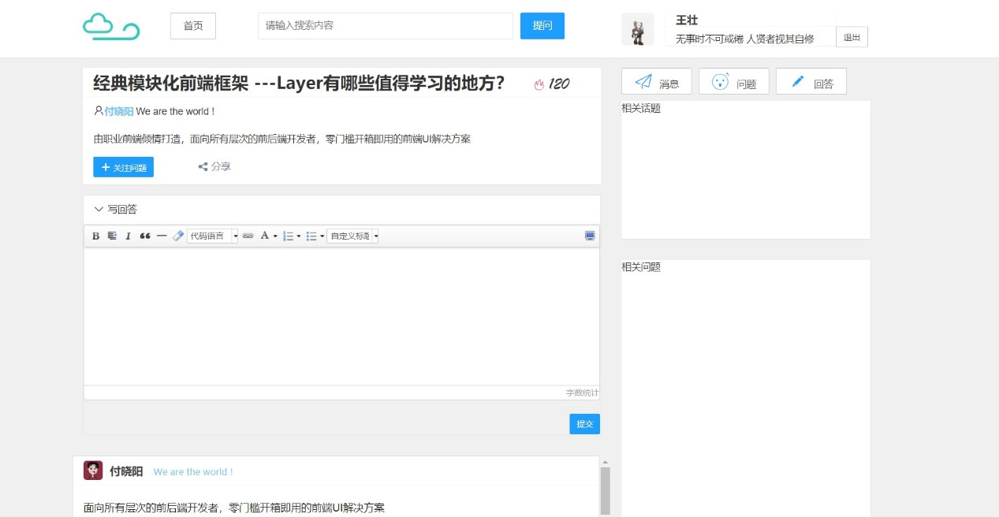 首页
请输入搜索内容
提问
王壮
无事时不可或倦 人贤者视其自修
退出
经典模块化前端框架 ---Layer有哪些值得学习的地方?
120
付晓阳 We are the world !
由职业前端倾情打造，面向所有层次的前后端开发者，零门槛开箱即用的前端UI解决方案
+ 关注问题
分享
消息
问题
回答
相关话题
写回答
B I 代码语言 A 自定义标题
字数统计
提交
相关问题
付晓阳 We are the world !
面向所有层次的前后端开发者，零门槛开箱即用的前端UI解决方案